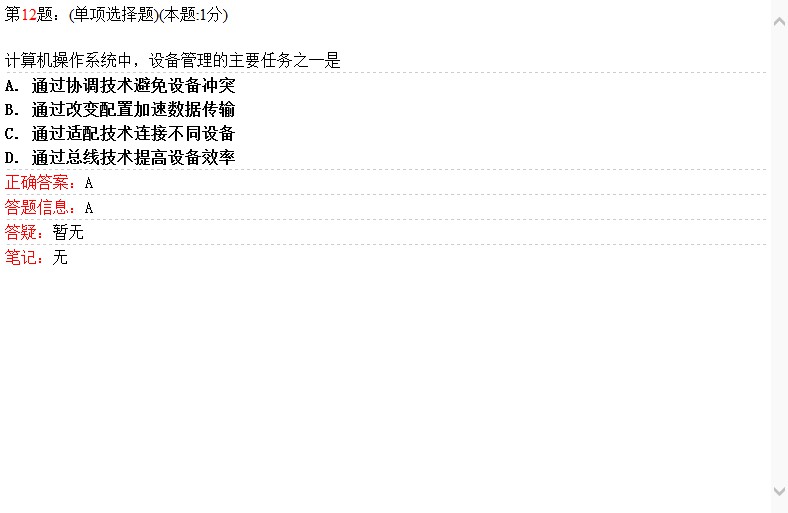 第12题：(单项选择题)(本题:1分)
计算机操作系统中，设备管理的主要任务之一是
A. 通过协调技术避免设备冲突
B. 通过改变配置加速数据传输
C. 通过适配技术连接不同设备
D. 通过总线技术提高设备效率
正确答案：A
答题信息：A
答疑：暂无
笔记：无